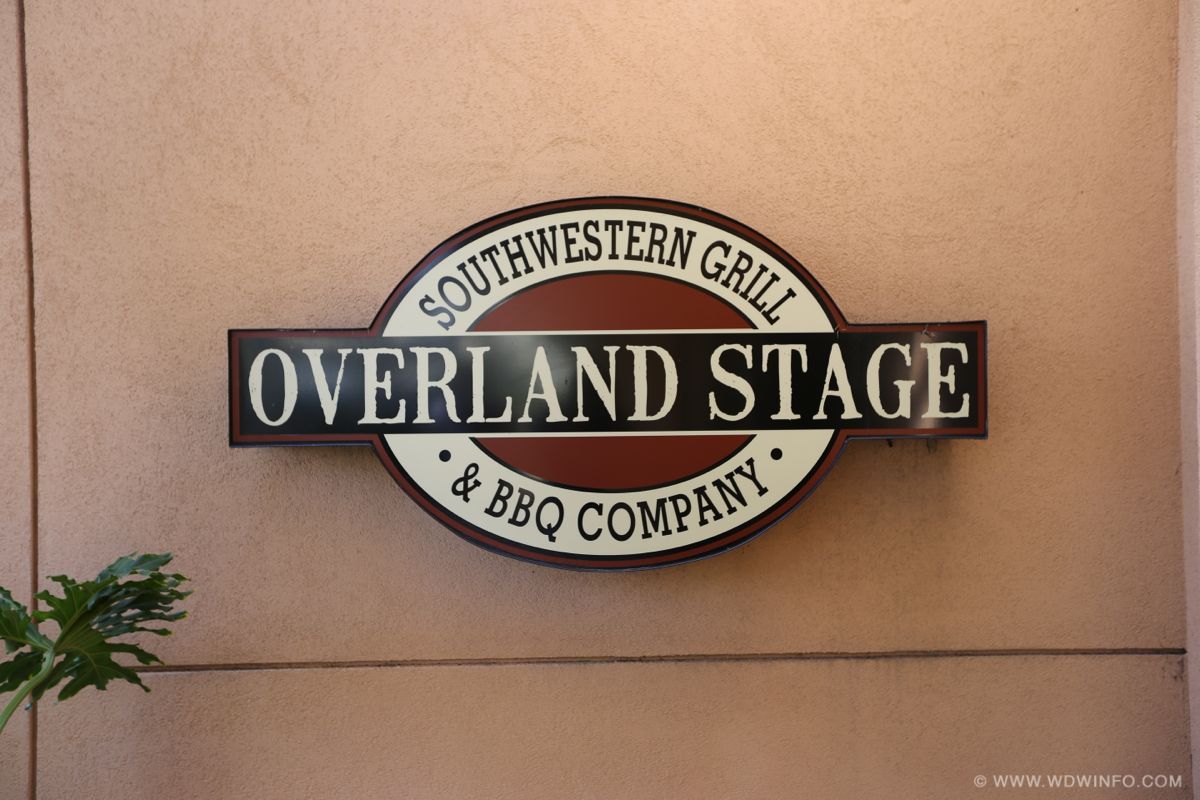 SOUTHWESTERN GRILL
OVERLAND STAGE
• & BBQ COMPANY •
© WWW.WDWINFO.COM